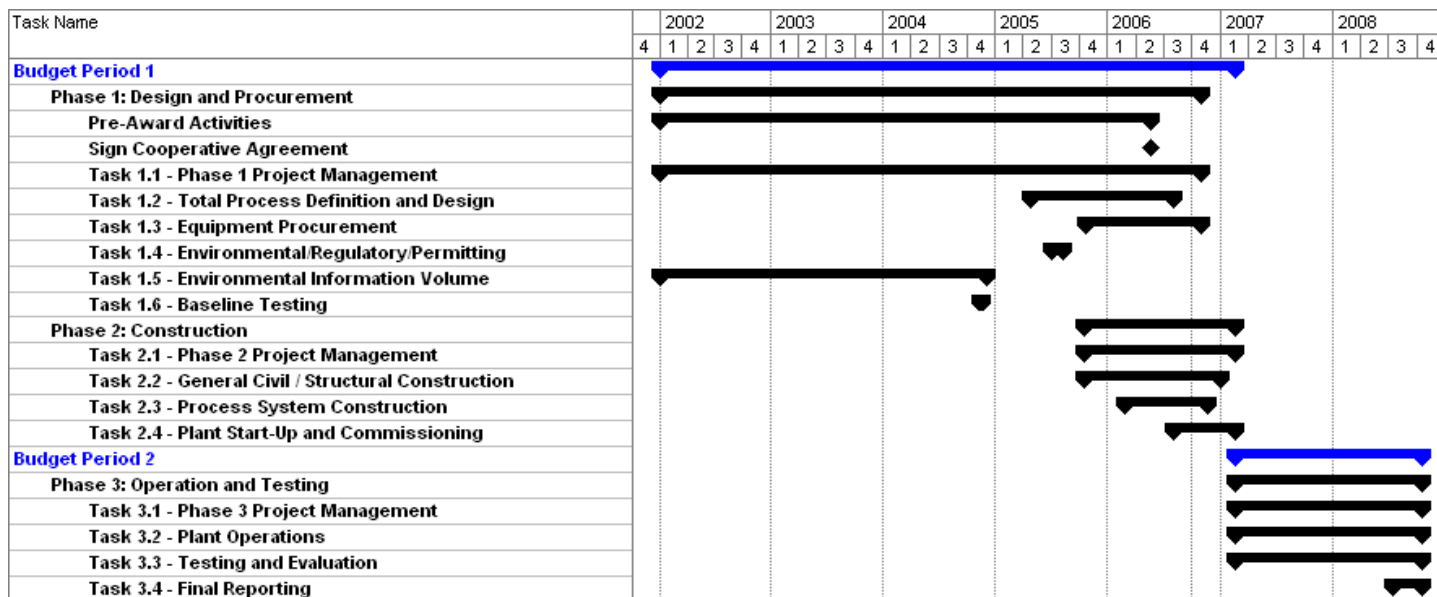 Task Name 2002 2003 2004 2005 2006 2007 2008
4 1 2 3 4 1 2 3 4 1 2 3 4 1 2 3 4 1 2 3 4 1 2 3 4 1 2 3 4
Budget Period 1
Phase 1: Design and Procurement
Pre-Award Activities
Sign Cooperative Agreement
Task 1.1 - Phase 1 Project Management
Task 1.2 - Total Process Definition and Design
Task 1.3 - Equipment Procurement
Task 1.4 - Environmental/Regulatory/Permitting
Task 1.5 - Environmental Information Volume
Task 1.6 - Baseline Testing
Phase 2: Construction
Task 2.1 - Phase 2 Project Management
Task 2.2 - General Civil / Structural Construction
Task 2.3 - Process System Construction
Task 2.4 - Plant Start-Up and Commissioning
Budget Period 2
Phase 3: Operation and Testing
Task 3.1 - Phase 3 Project Management
Task 3.2 - Plant Operations
Task 3.3 - Testing and Evaluation
Task 3.4 - Final Reporting